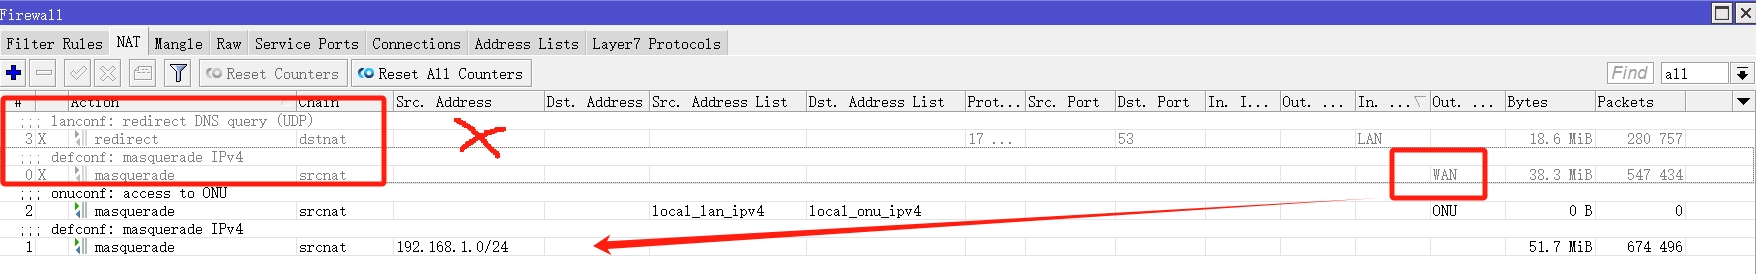 Firewall
Filter Rules NAT Mangle Raw Service Ports Connections Address Lists Layer7 Protocols
Reset Counters Reset All Counters Find all
# Action Chain Src. Address Dst. Address Src. Address List Dst. Address List Prot... Src. Port Dst. Port In. I... Out. ... In. ... Out. ... Bytes Packets
;;; lanconf: redirect DNS query (UDP)
3 X redirect dstnat 17 ... 53 LAN 18.6 MiB 280 757
;;; defconf: masquerade IPv4
0 X masquerade srcnat WAN 38.3 MiB 547 434
;;; onuconf: access to ONU
2 masquerade srcnat local_lan_ipv4 local_onu_ipv4 ONU 0 B 0
;;; defconf: masquerade IPv4
1 masquerade srcnat 192.168.1.0/24 51.7 MiB 674 496